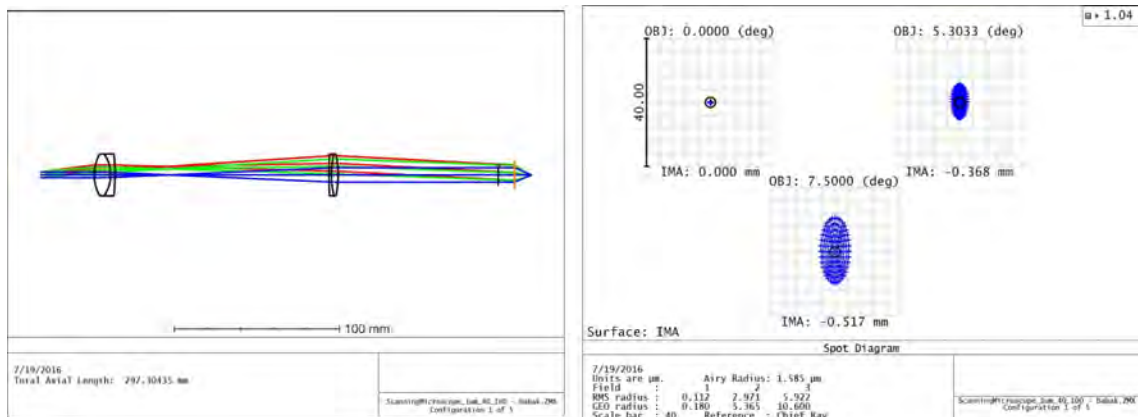 100 mm
7/19/2016
Total Axial Length: 297.30435 mm
Configuration 1 of 5
1.04
OBJ: 0.0000 (deg)
OBJ: 5.3033 (deg)
40.00
IMA: 0.000 mm
IMA: -0.368 mm
OBJ: 7.5000 (deg)
IMA: -0.517 mm
Surface: IMA
Spot Diagram
7/19/2016
Units are µm. Airy Radius: 1.585 µm
Field : 1 2 3
RMS radius : 0.112 2.971 5.922
GEO radius : 0.180 5.365 10.600
Scale bar : 40 Reference : Chief Ray
Configuration 1 of 5